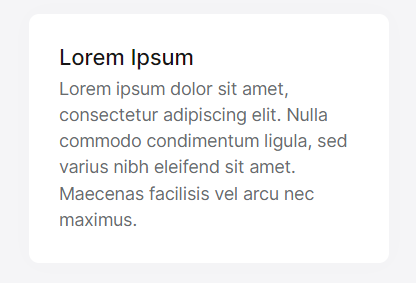 Lorem Ipsum
Lorem ipsum dolor sit amet,
consectetur adipiscing elit. Nulla
commodo condimentum ligula, sed
varius nibh eleifend sit amet.
Maecenas facilisis vel arcu nec
maximus.